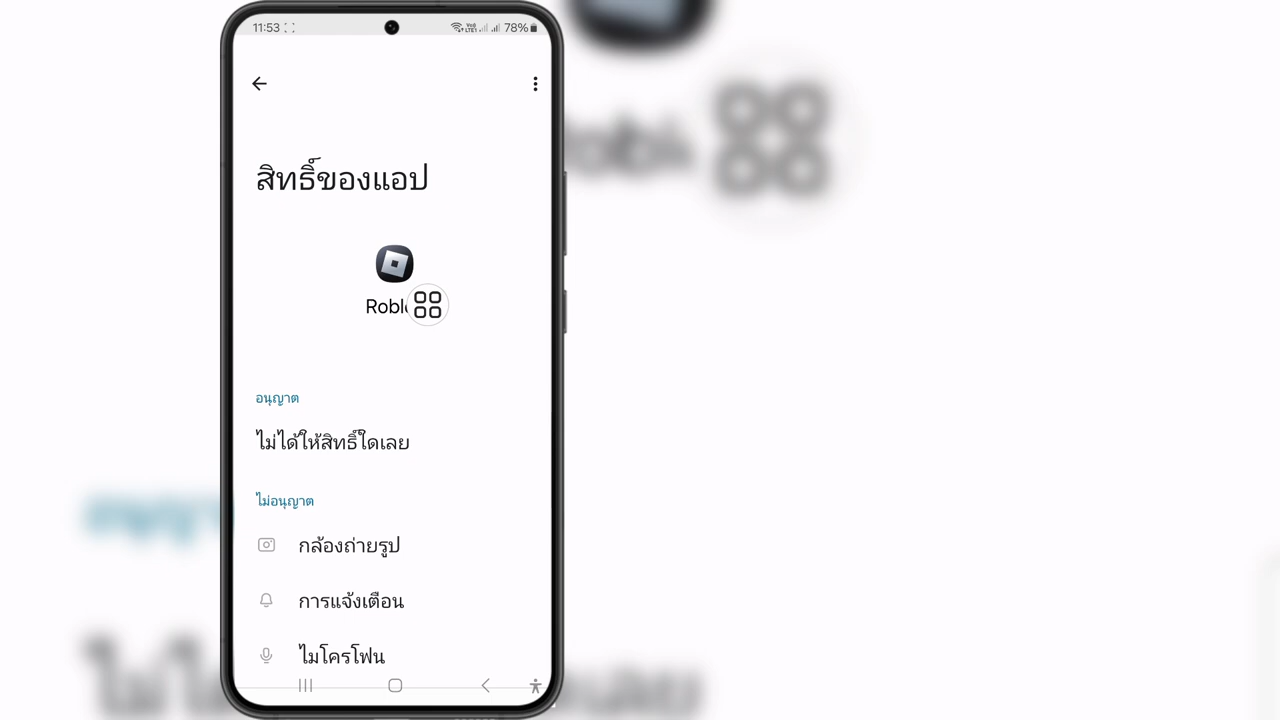 11:53
78%
สิทธิ์ของแอป
อนุญาต
ไม่ได้ให้สิทธิ์ใดเลย
ไม่อนุญาต
กล้องถ่ายรูป
การแจ้งเตือน
ไมโครโฟน